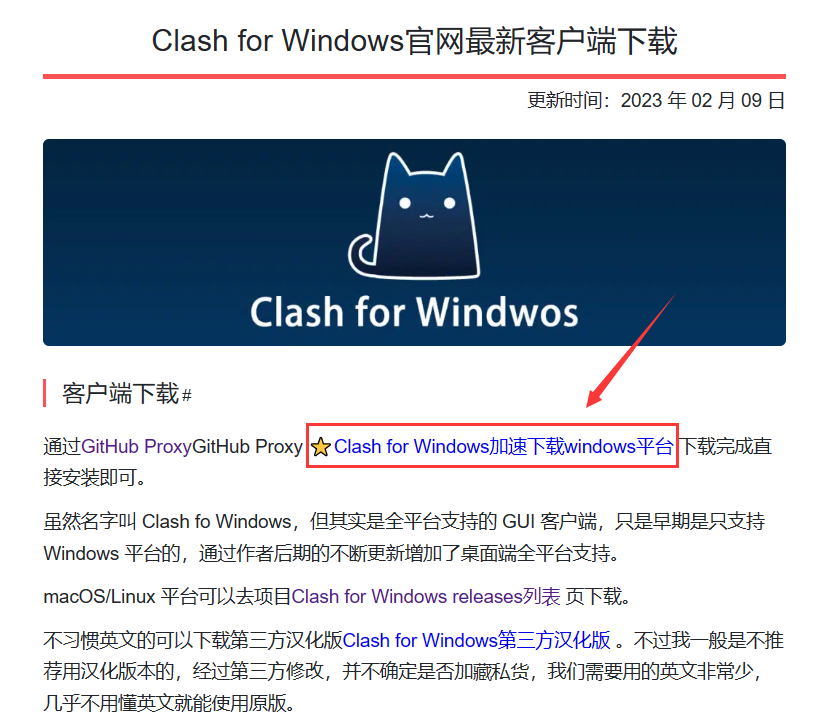 Clash for Windows官网最新客户端下载
更新时间：2023 年 02 月 09 日
Clash for Windwos
客户端下载#
通过GitHub ProxyGitHub Proxy ⭐Clash for Windows加速下载windows平台 下载完成直
接安装即可。
虽然名字叫 Clash fo Windows，但其实是全平台支持的 GUI 客户端，只是早期是只支持
Windows 平台的，通过作者后期的不断更新增加了桌面端全平台支持。
macOS/Linux 平台可以去项目Clash for Windows releases列表 页下载。
不习惯英文的可以下载第三方汉化版Clash for Windows第三方汉化版 。不过我一般是不推
荐用汉化版本的，经过第三方修改，并不确定是否加藏私货，我们需要用的英文非常少，
几乎不用懂英文就能使用原版。